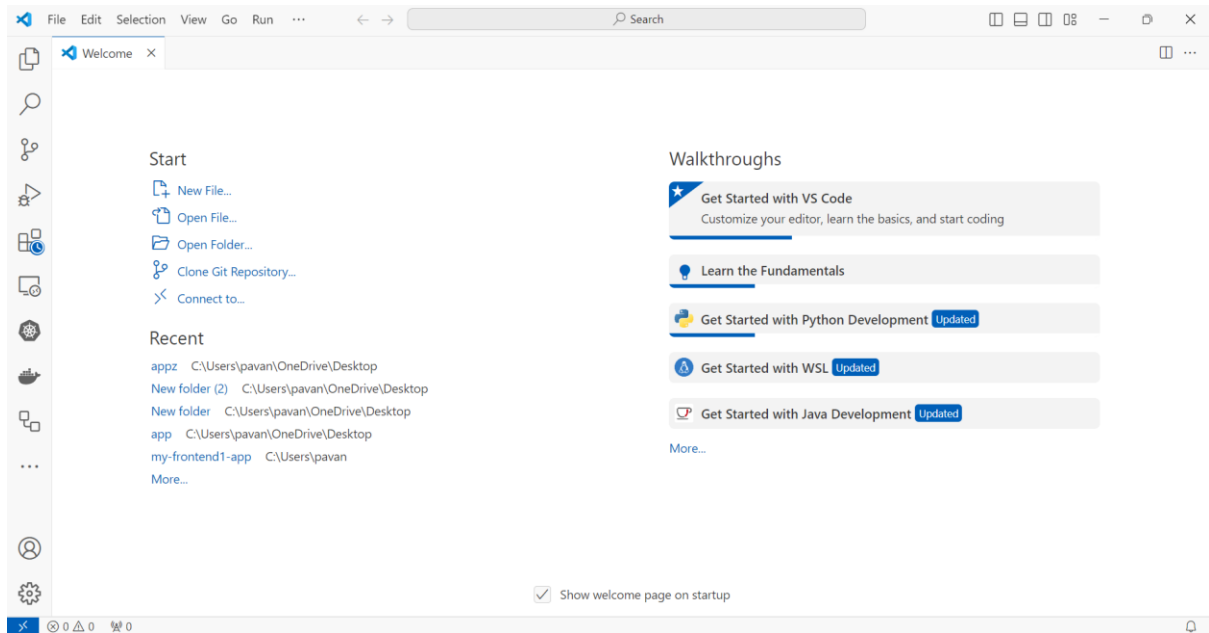 File Edit Selection View Go Run ··· Search
Welcome
Start
New File...
Open File...
Open Folder...
Clone Git Repository...
Connect to...
Recent
appz C:\Users\pavan\OneDrive\Desktop
New folder (2) C:\Users\pavan\OneDrive\Desktop
New folder C:\Users\pavan\OneDrive\Desktop
app C:\Users\pavan\OneDrive\Desktop
my-frontend1-app C:\Users\pavan
More...
Walkthroughs
Get Started with VS Code
Customize your editor, learn the basics, and start coding
Learn the Fundamentals
Get Started with Python Development Updated
Get Started with WSL Updated
Get Started with Java Development Updated
More...
Show welcome page on startup
0 0 0